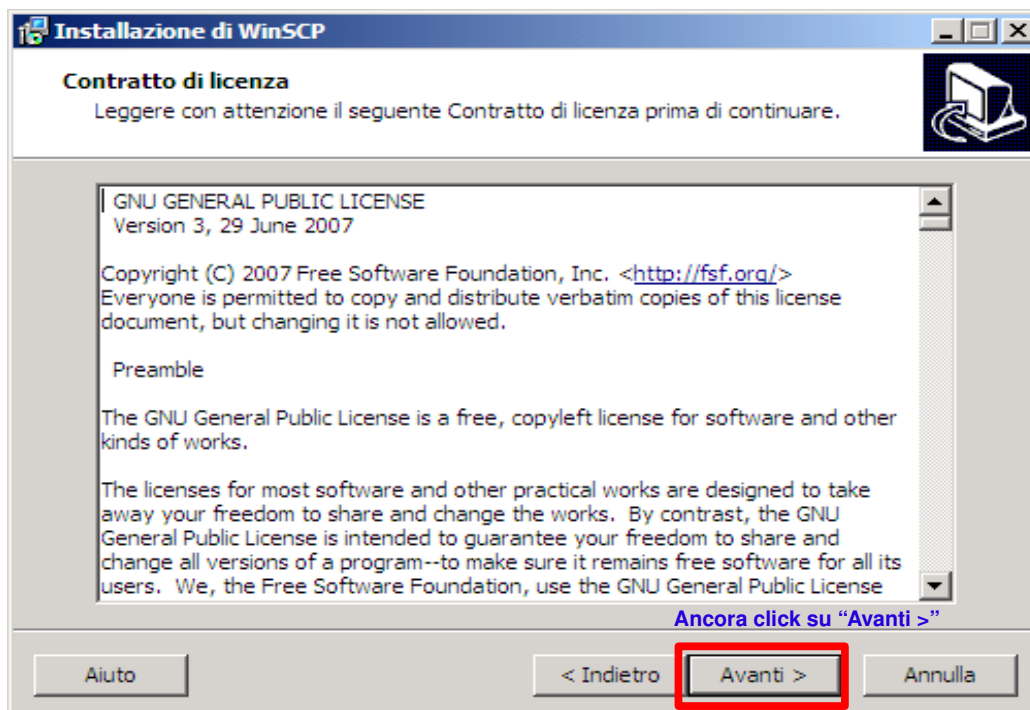 Installazione di WinSCP
Contratto di licenza
Leggere con attenzione il seguente Contratto di licenza prima di continuare.
GNU GENERAL PUBLIC LICENSE
Version 3, 29 June 2007
Copyright (C) 2007 Free Software Foundation, Inc. <http://fsf.org/>
Everyone is permitted to copy and distribute verbatim copies of this license
document, but changing it is not allowed.
Preamble
The GNU General Public License is a free, copyleft license for software and other
kinds of works.
The licenses for most software and other practical works are designed to take
away your freedom to share and change the works.  By contrast, the GNU
General Public License is intended to guarantee your freedom to share and
change all versions of a program--to make sure it remains free software for all its
users.  We, the Free Software Foundation, use the GNU General Public License
Ancora click su “Avanti >”
Aiuto
< Indietro
Avanti >
Annulla